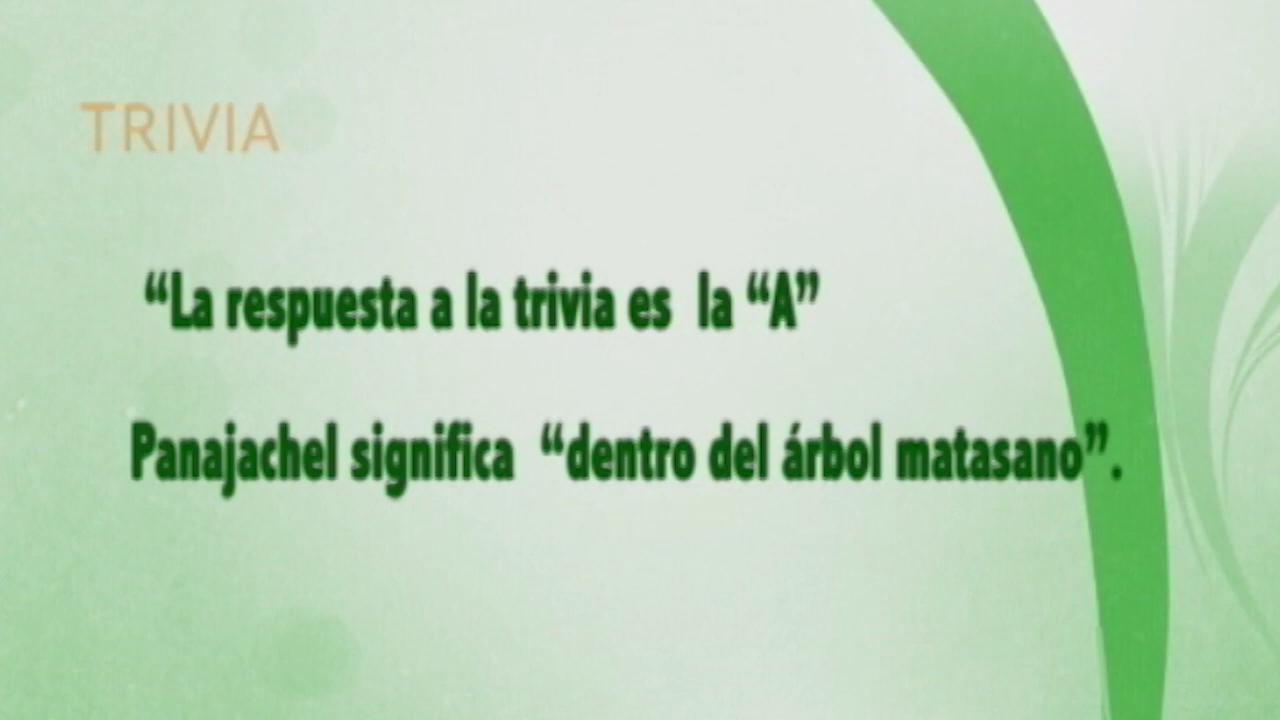 TRIVIA
“La respuesta a la trivia es la “A”
Panajachel significa “dentro del árbol matasano”.